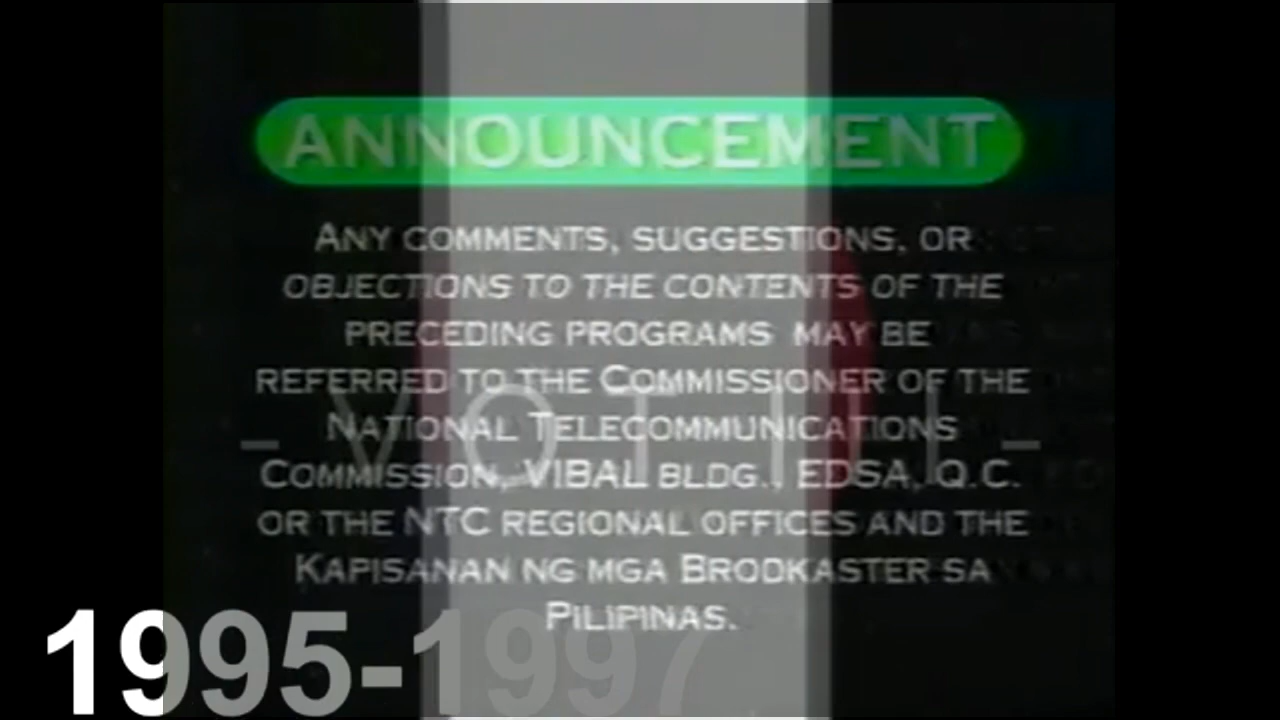 ANNOUNCEMENT
ANY COMMENTS, SUGGESTIONS, OR
OBJECTIONS TO THE CONTENTS OF THE
PRECEDING PROGRAMS MAY BE
REFERRED TO THE COMMISSIONER OF THE
NATIONAL TELECOMMUNICATIONS
COMMISSION, VIBAL BLDG., EDSA, Q.C.
OR THE NTC REGIONAL OFFICES AND THE
KAPISANAN NG MGA BRODKASTER SA
PILIPINAS.
1995-1997